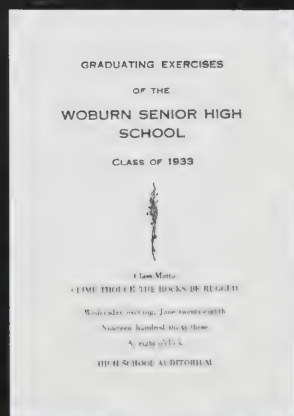 GRADUATING EXERCISES
OF THE
WOBURN SENIOR HIGH
SCHOOL
CLASS OF 1933
Class Motto
CLIMB THOUGH THE ROCKS BE RUGGED
Wednesday evening, June twenty-eighth
Nineteen hundred thirty-three
At eight o'clock
HIGH SCHOOL AUDITORIUM